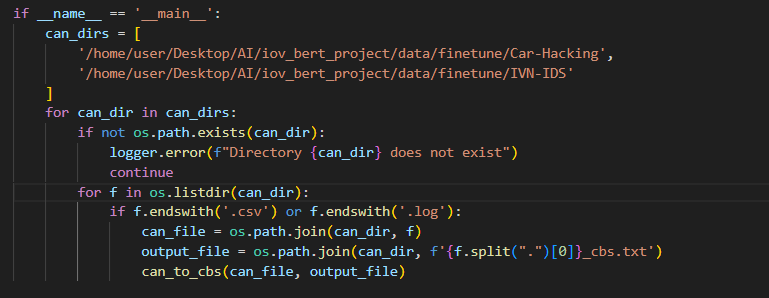 if __name__ == '__main__':
    can_dirs = [
        '/home/user/Desktop/AI/iov_bert_project/data/finetune/Car-Hacking',
        '/home/user/Desktop/AI/iov_bert_project/data/finetune/IVN-IDS'
    ]
    for can_dir in can_dirs:
        if not os.path.exists(can_dir):
            logger.error(f"Directory {can_dir} does not exist")
            continue
        for f in os.listdir(can_dir):
            if f.endswith('.csv') or f.endswith('.log'):
                can_file = os.path.join(can_dir, f)
                output_file = os.path.join(can_dir, f'{f.split(".")[0]}_cbs.txt')
                can_to_cbs(can_file, output_file)